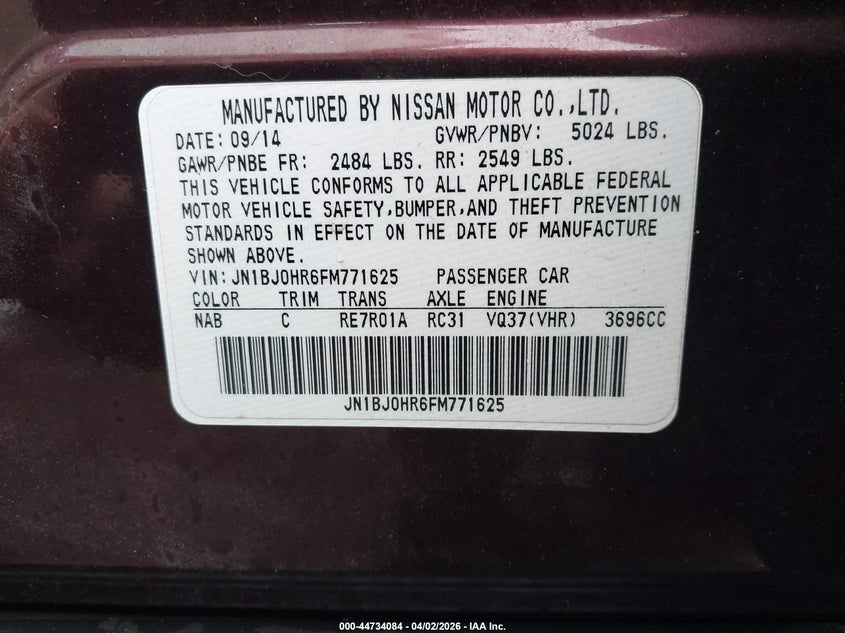 MANUFACTURED BY NISSAN MOTOR CO.,LTD.
DATE: 09/14 GVWR/PNBV: 5024 LBS.
GAWR/PNBE FR: 2484 LBS. RR: 2549 LBS.
THIS VEHICLE CONFORMS TO ALL APPLICABLE FEDERAL
MOTOR VEHICLE SAFETY,BUMPER,AND THEFT PREVENTION
STANDARDS IN EFFECT ON THE DATE OF MANUFACTURE
SHOWN ABOVE.
VIN: JN1BJ0HR6FM771625 PASSENGER CAR
COLOR TRIM TRANS AXLE ENGINE
NAB C RE7R01A RC31 VQ37(VHR) 3696CC
JN1BJ0HR6FM771625
000-44734084 - 04/02/2026 - IAA Inc.